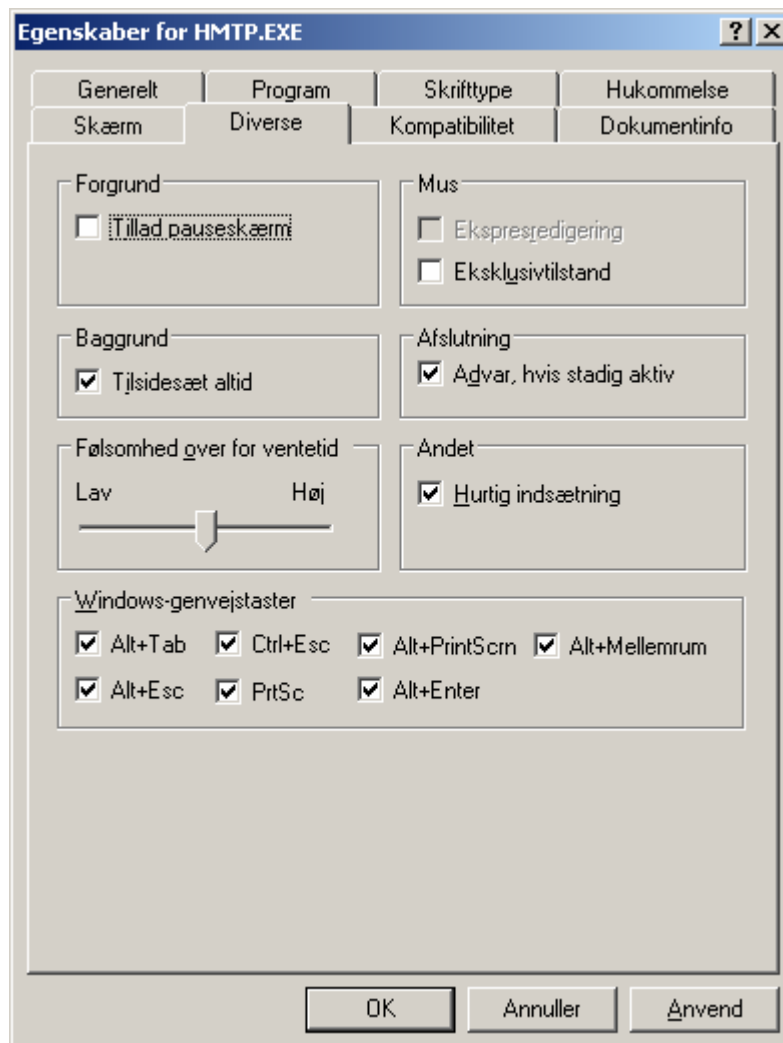 Egenskaber for HMTP.EXE
Generelt Program Skrifttype Hukommelse
Skærm Diverse Kompatibilitet Dokumentinfo
Forgrund
Tillad pauseskærm
Mus
Ekspresredigering
Eksklusivtilstand
Baggrund
Tilsidesæt altid
Afslutning
Advar, hvis stadig aktiv
Følsomhed over for ventetid
Lav Høj
Andet
Hurtig indsætning
Windows-genvejstaster
Alt+Tab Ctrl+Esc Alt+PrintScrn Alt+Mellemrum
Alt+Esc PrtSc Alt+Enter
OK Annuller Anvend